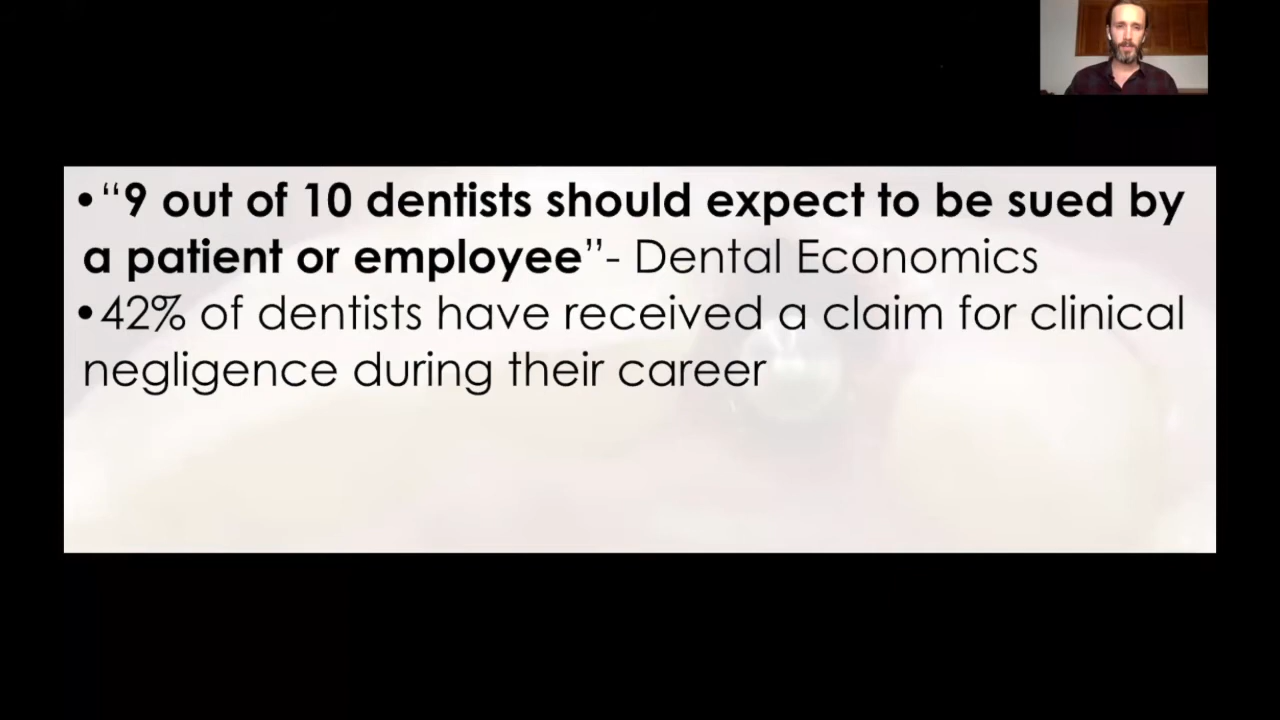 •“9 out of 10 dentists should expect to be sued by
a patient or employee”- Dental Economics
•42% of dentists have received a claim for clinical
negligence during their career